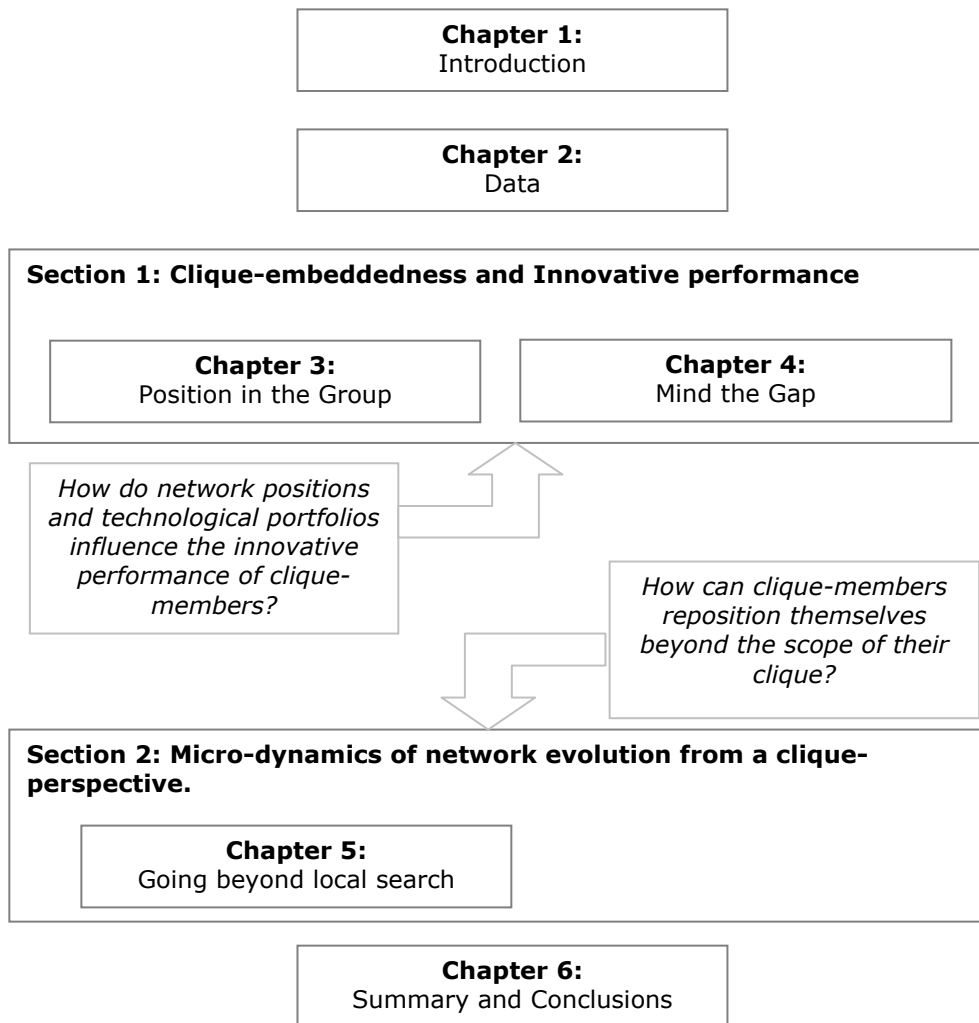 Chapter 1:
Introduction
Chapter 2:
Data
Section 1: Clique-embeddedness and Innovative performance
Chapter 3:
Position in the Group
Chapter 4:
Mind the Gap
How do network positions
and technological portfolios
influence the innovative
performance of clique-
members?
How can clique-members
reposition themselves
beyond the scope of their
clique?
Section 2: Micro-dynamics of network evolution from a clique-
perspective.
Chapter 5:
Going beyond local search
Chapter 6:
Summary and Conclusions